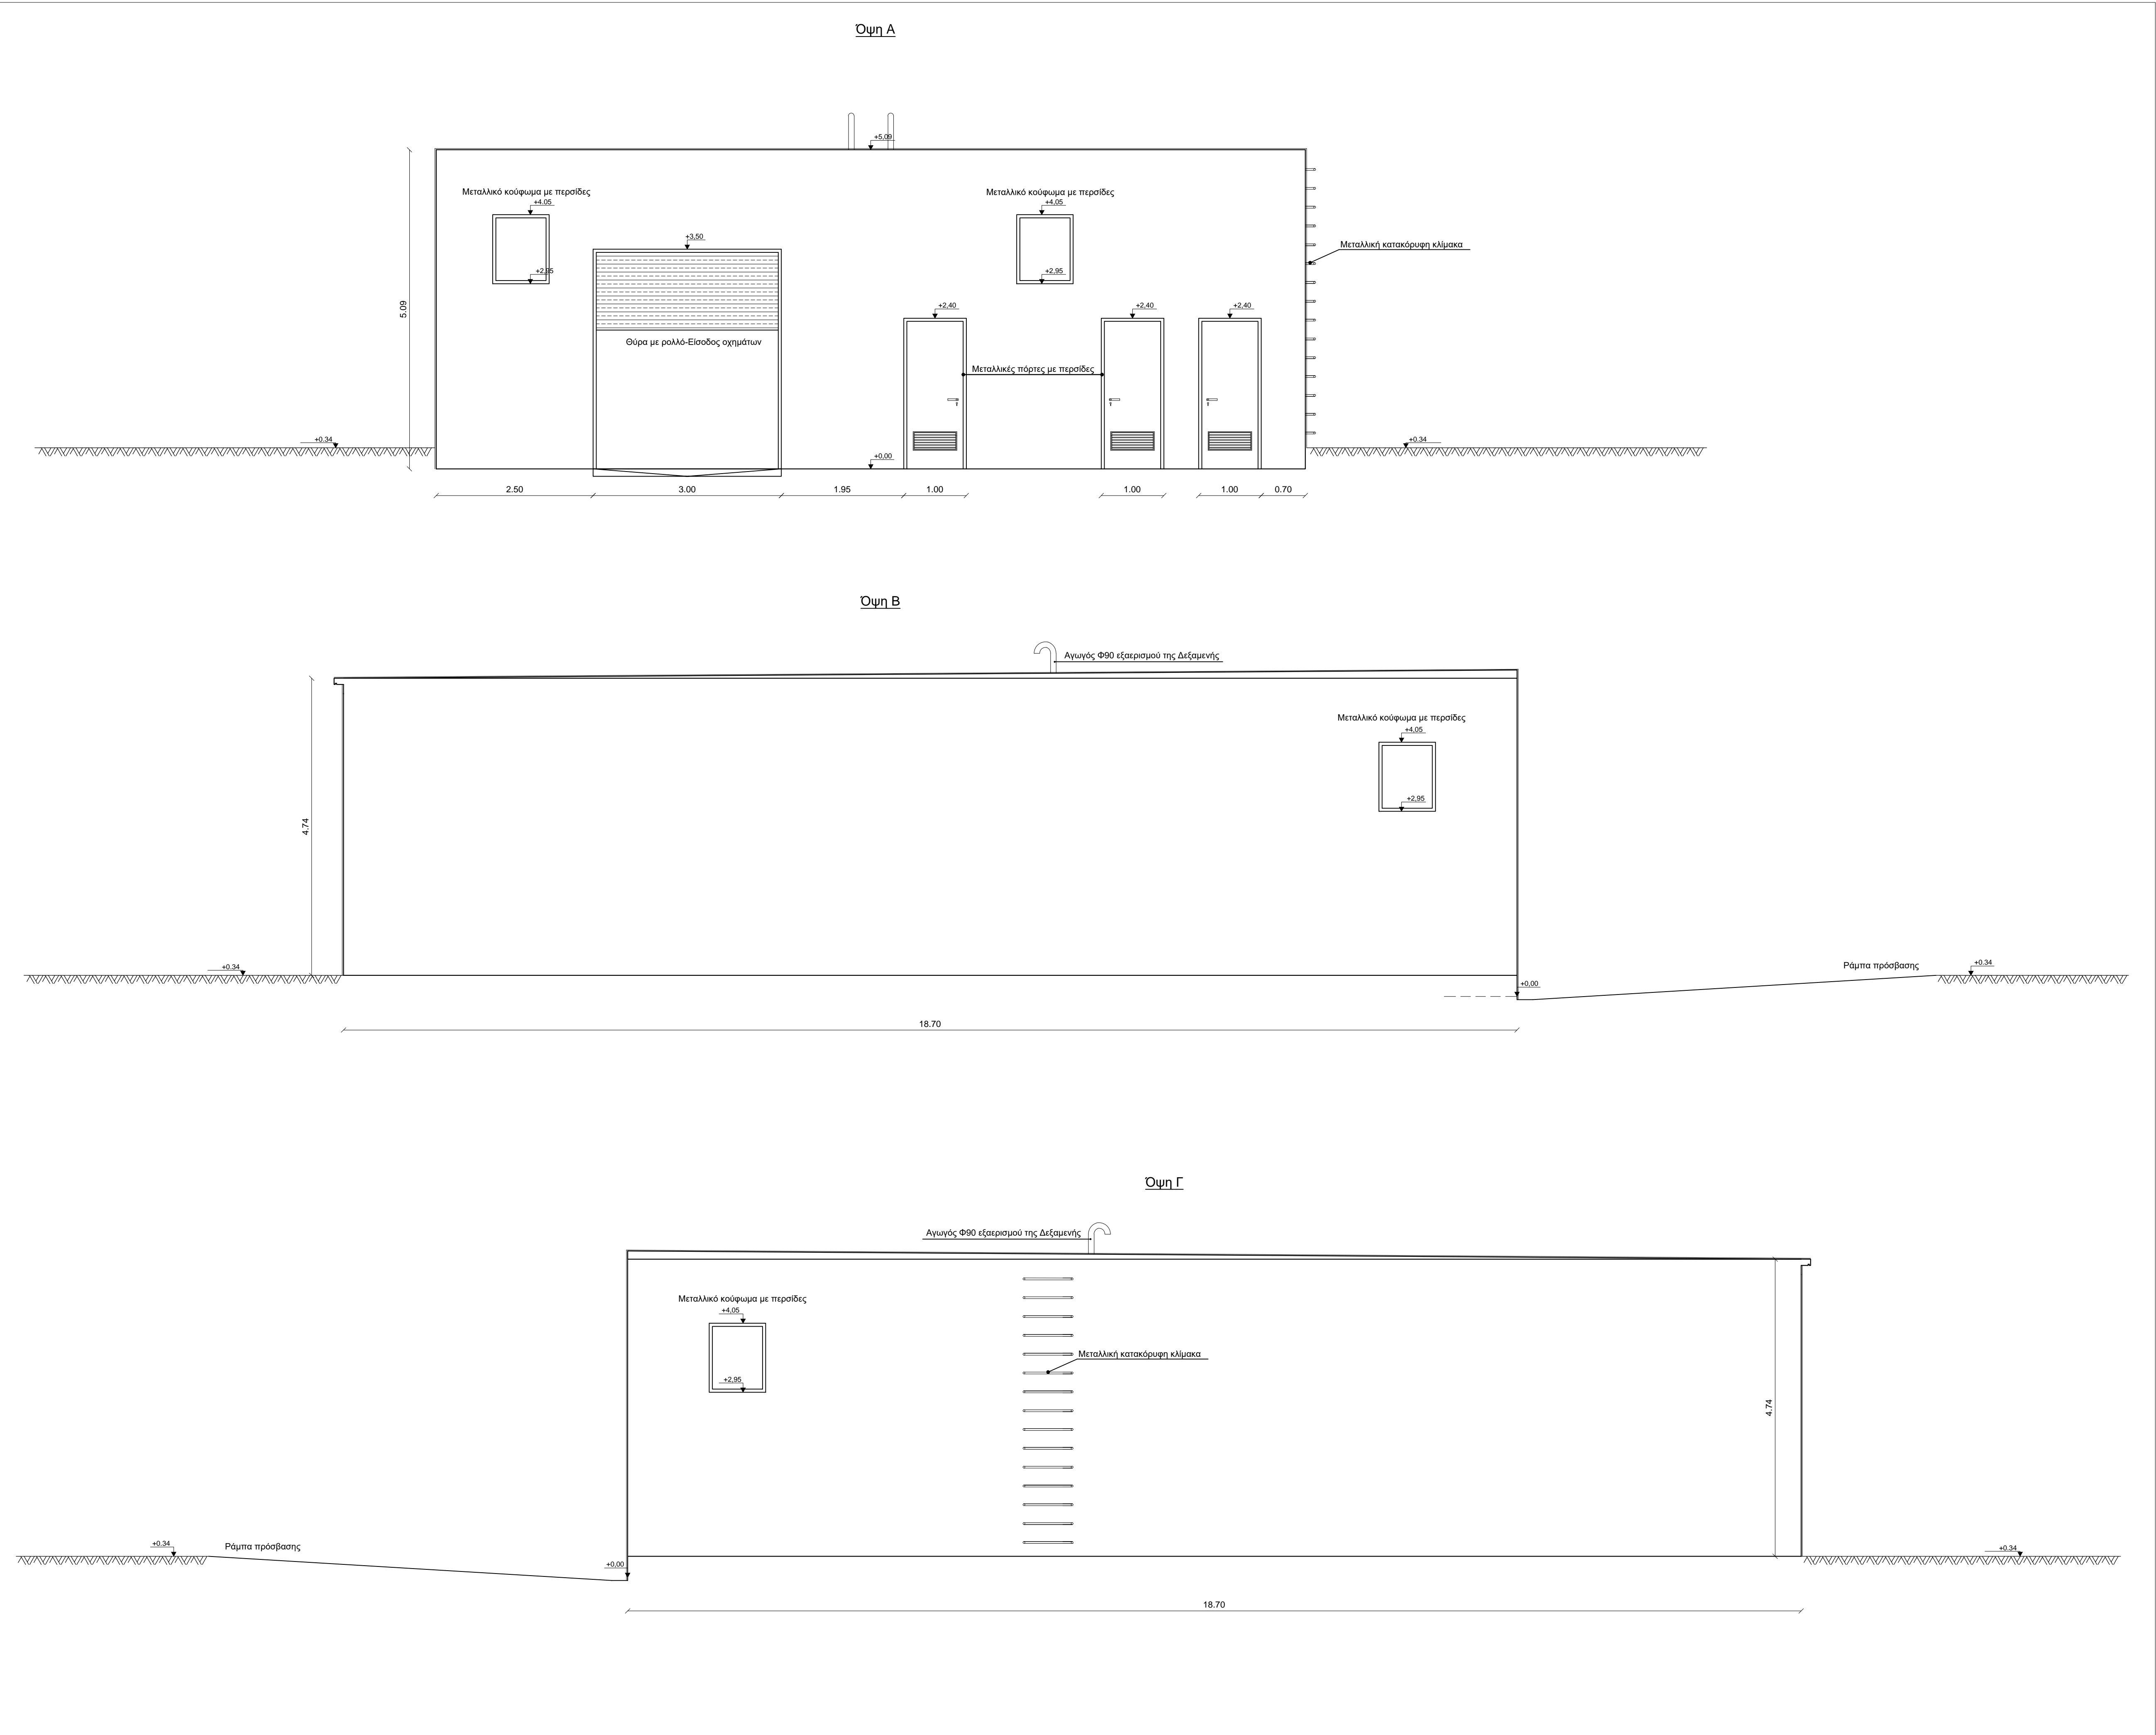 Όψη Α
+5,09
Μεταλλικό κούφωμα με περσίδες
Μεταλλικό κούφωμα με περσίδες
+4.05
+4,05
+3,50
Μεταλλική κατακόρυφη κλίμακα
+2,95
+2,95
5.09
+2,40
+2,40
+2,40
Θύρα με ρολλό-Είσοδος οχημάτων
Μεταλλικές πόρτες με περσίδες
+0.34
+0.34
+0,00
2.50
3.00
1.95
1.00
1.00
1.00
0.70
Όψη Β
Αγωγός Φ90 εξαερισμού της Δεξαμενής
Μεταλλικό κούφωμα με περσίδες
+4,05
+2,95
4.74
+0.34
Ράμπα πρόσβασης
+0.34
+0,00
18.70
Όψη Γ
Αγωγός Φ90 εξαερισμού της Δεξαμενής
Μεταλλικό κούφωμα με περσίδες
+4,05
Μεταλλική κατακόρυφη κλίμακα
+2,95
4.74
+0.34
Ράμπα πρόσβασης
+0.34
+0,00
18.70